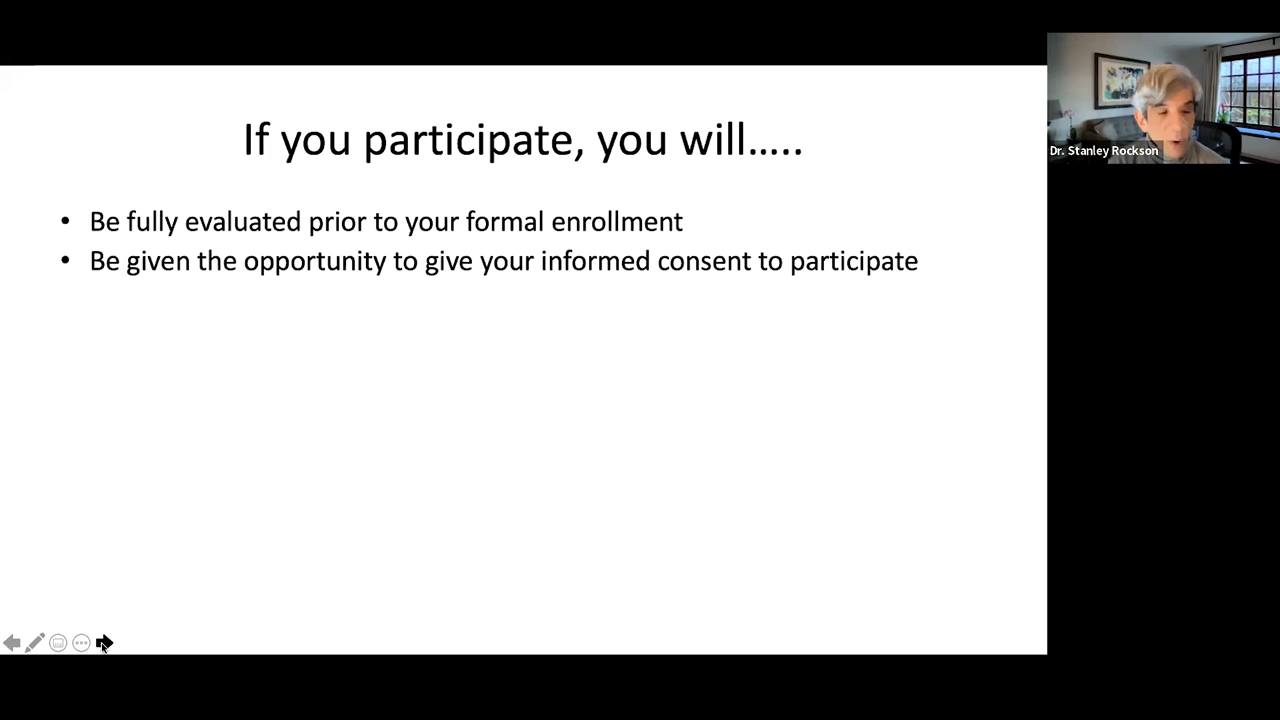 If you participate, you will…..
• Be fully evaluated prior to your formal enrollment
• Be given the opportunity to give your informed consent to participate
Dr. Stanley Rockson